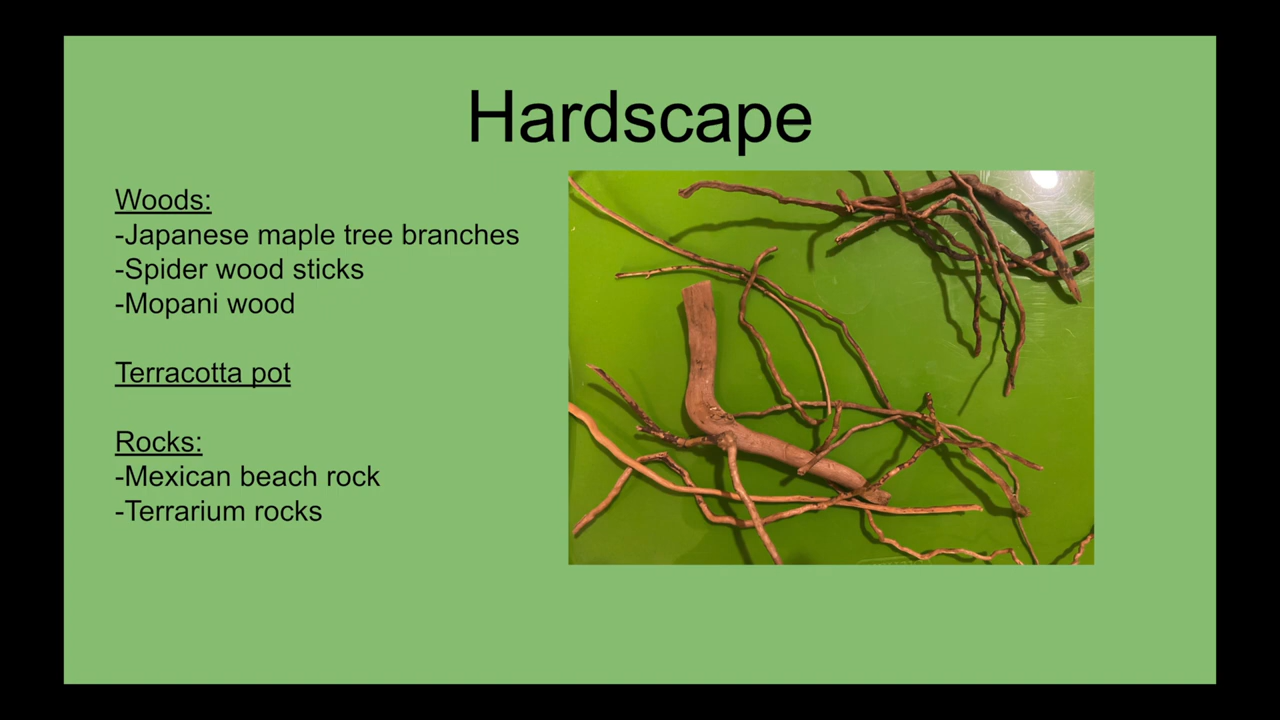 Hardscape
Woods:
-Japanese maple tree branches
-Spider wood sticks
-Mopani wood
Terracotta pot
Rocks:
-Mexican beach rock
-Terrarium rocks